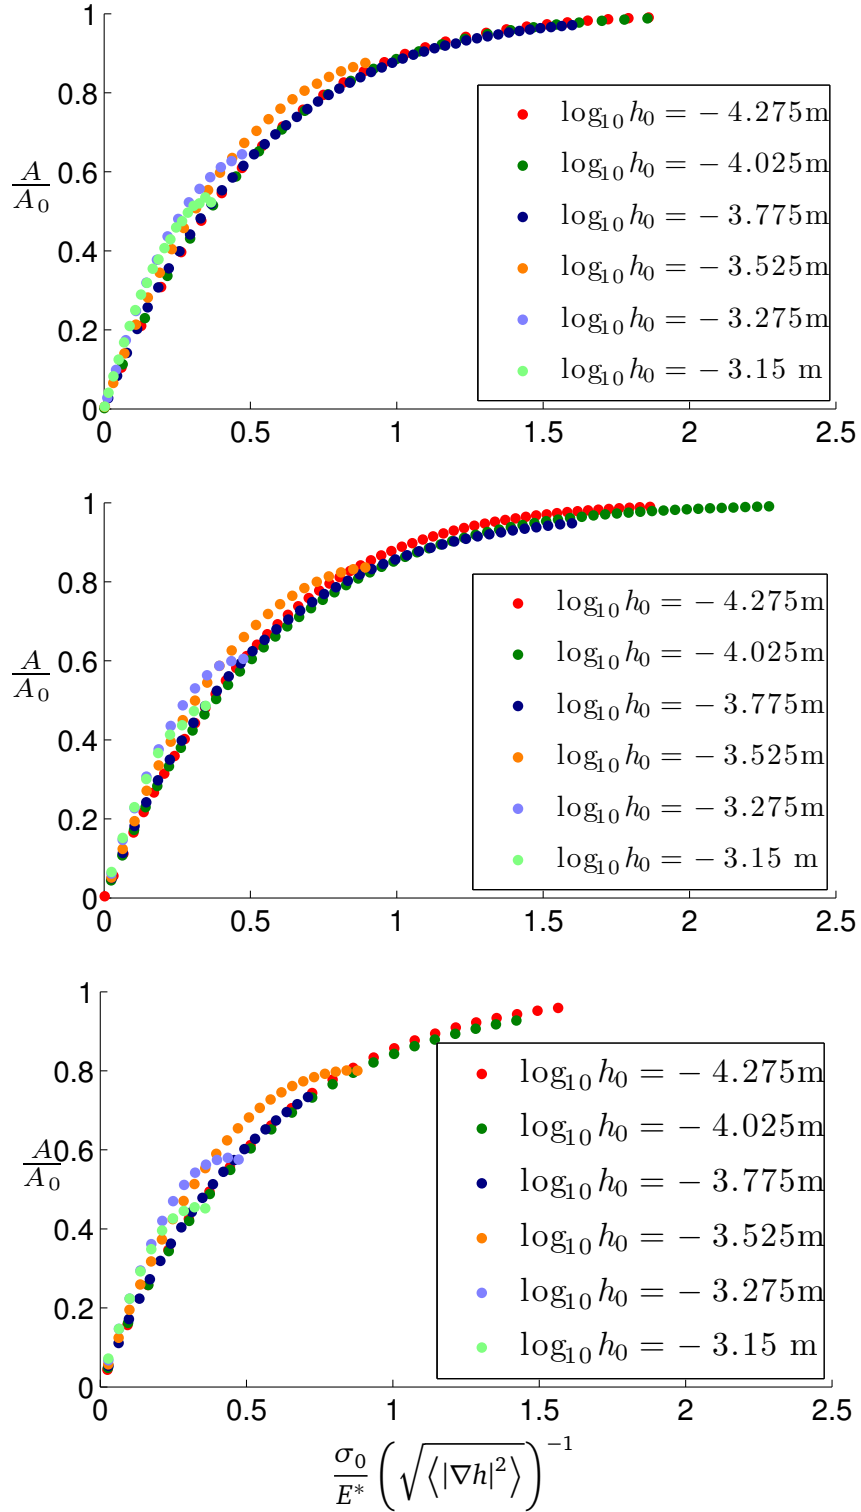 1
0.8
0.6
0.4
0.2
0
A/A₀
0 0.5 1 1.5 2 2.5
log₁₀ h₀ = − 4.275m
log₁₀ h₀ = − 4.025m
log₁₀ h₀ = − 3.775m
log₁₀ h₀ = − 3.525m
log₁₀ h₀ = − 3.275m
log₁₀ h₀ = − 3.15 m
1
0.8
0.6
0.4
0.2
0
A/A₀
0 0.5 1 1.5 2 2.5
log₁₀ h₀ = − 4.275m
log₁₀ h₀ = − 4.025m
log₁₀ h₀ = − 3.775m
log₁₀ h₀ = − 3.525m
log₁₀ h₀ = − 3.275m
log₁₀ h₀ = − 3.15 m
1
0.8
0.6
0.4
0.2
0
A/A₀
0 0.5 1 1.5 2 2.5
log₁₀ h₀ = − 4.275m
log₁₀ h₀ = − 4.025m
log₁₀ h₀ = − 3.775m
log₁₀ h₀ = − 3.525m
log₁₀ h₀ = − 3.275m
log₁₀ h₀ = − 3.15 m
σ₀/E* (√⟨|∇h|²⟩)⁻¹